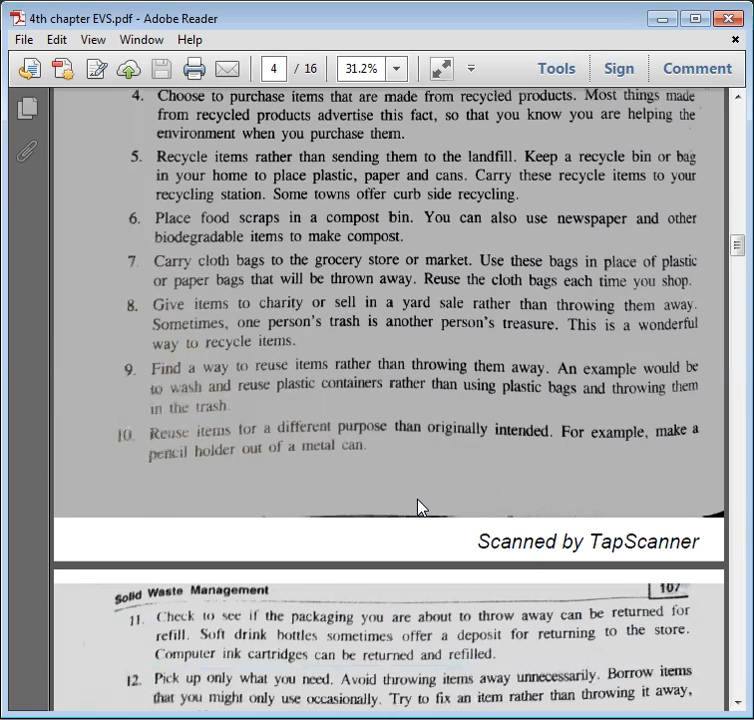 4th chapter EVS.pdf - Adobe Reader
File Edit View Window Help
4 / 16 31.2% Tools Sign Comment
4. Choose to purchase items that are made from recycled products. Most things made
from recycled products advertise this fact, so that you know you are helping the
environment when you purchase them.
5. Recycle items rather than sending them to the landfill. Keep a recycle bin or bag
in your home to place plastic, paper and cans. Carry these recycle items to your
recycling station. Some towns offer curb side recycling.
6. Place food scraps in a compost bin. You can also use newspaper and other
biodegradable items to make compost.
7. Carry cloth bags to the grocery store or market. Use these bags in place of plastic
or paper bags that will be thrown away. Reuse the cloth bags each time you shop.
8. Give items to charity or sell in a yard sale rather than throwing them away.
Sometimes, one person's trash is another person's treasure. This is a wonderful
way to recycle items.
9. Find a way to reuse items rather than throwing them away. An example would be
to wash and reuse plastic containers rather than using plastic bags and throwing them
in the trash.
10. Reuse items for a different purpose than originally intended. For example, make a
pencil holder out of a metal can.
Scanned by TapScanner
Solid Waste Management 107
11. Check to see if the packaging you are about to throw away can be returned for
refill. Soft drink bottles sometimes offer a deposit for returning to the store.
Computer ink cartridges can be returned and refilled.
12. Pick up only what you need. Avoid throwing items away unnecessarily. Borrow items
that you might only use occasionally. Try to fix an item rather than throwing it away,